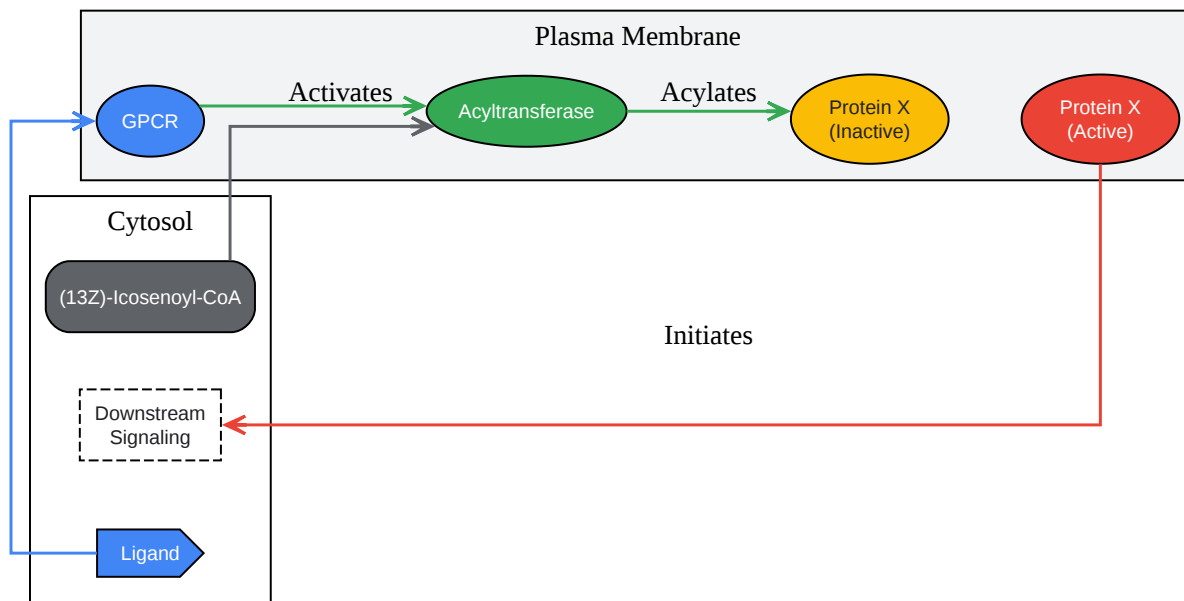 Plasma Membrane
GPCR
Activates
Acyltransferase
Acylates
Protein X
(Inactive)
Protein X
(Active)
Cytosol
(13Z)-Icosenoyl-CoA
Initiates
Downstream
Signaling
Ligand